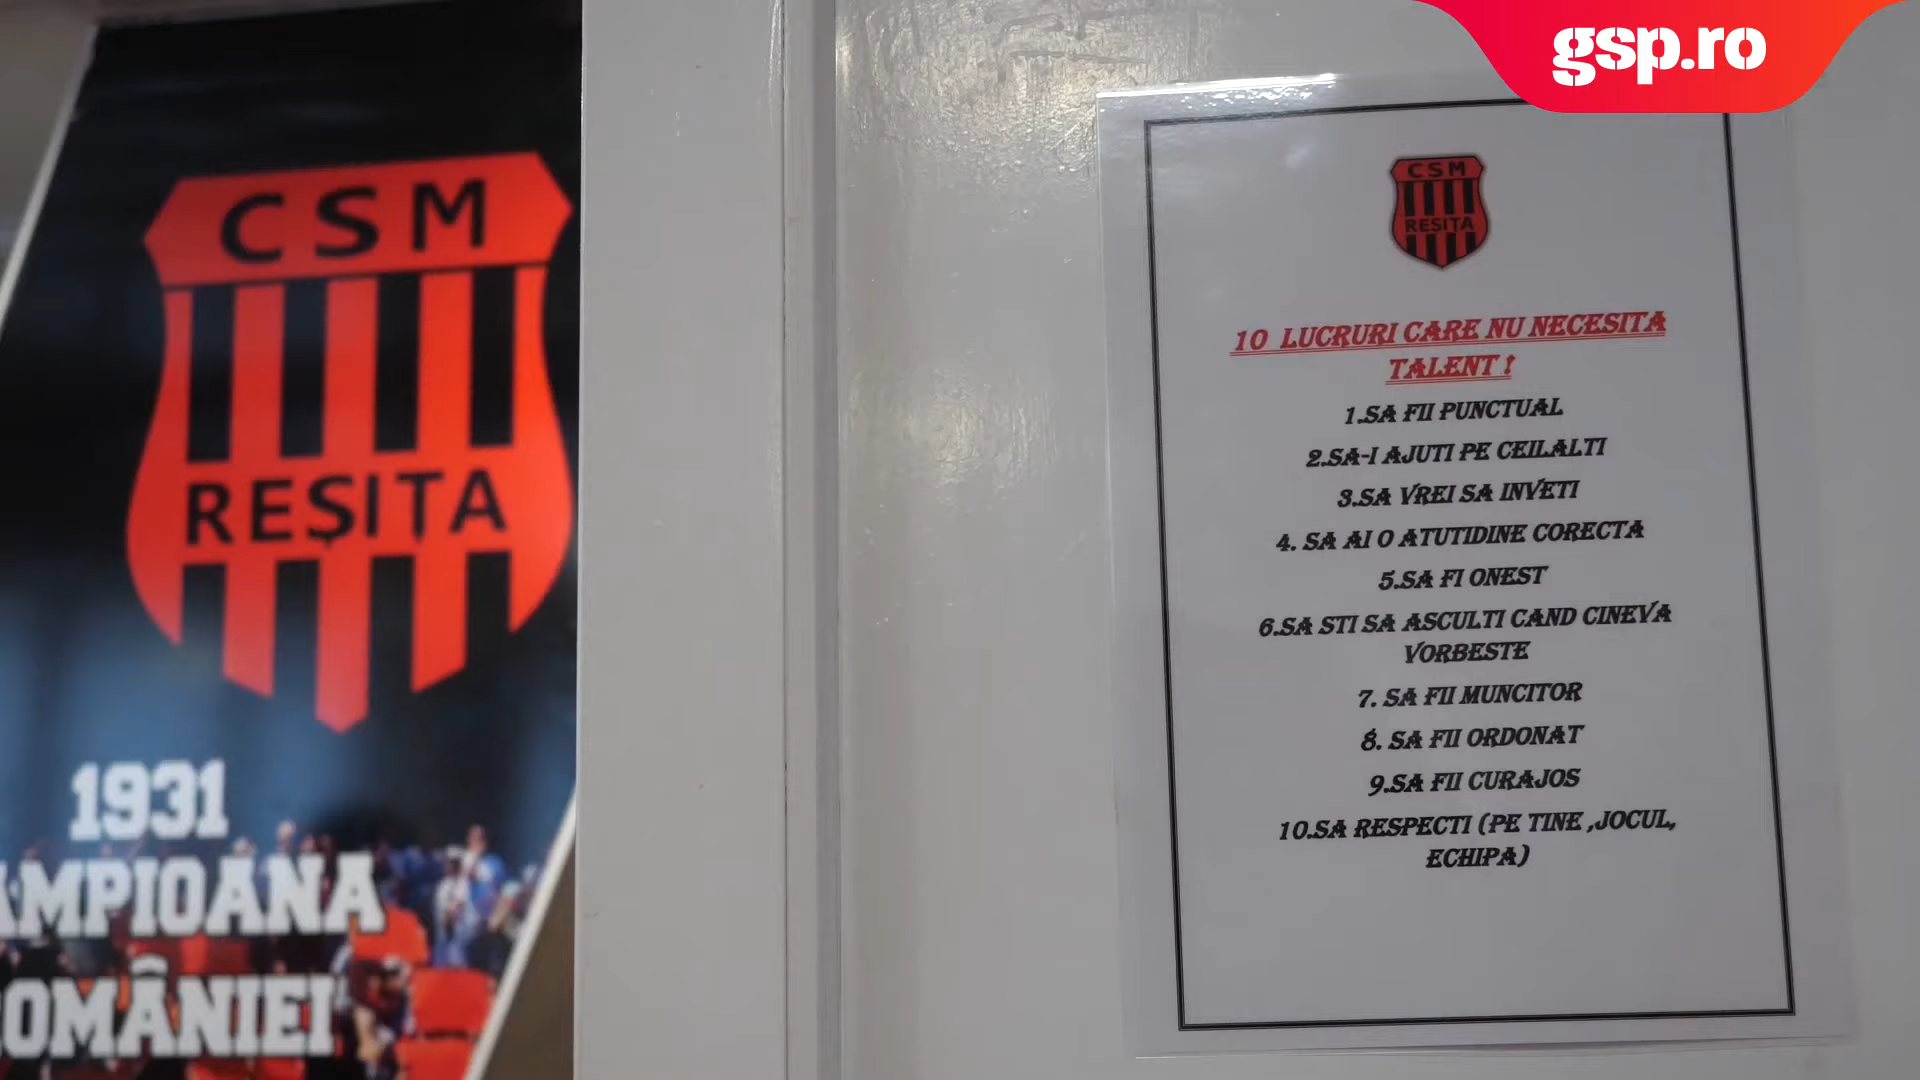 gsp.ro
CSM
REȘITA
1931
AMPIOANA
OMÂNIEI
CSM
RESITA
10 LUCRURI CARE NU NECESITA
TALENT !
1.SA FII PUNCTUAL
2.SA-I AJUTI PE CEILALTI
3.SA VREI SA INVETI
4. SA AI O ATUTIDINE CORECTA
5.SA FI ONEST
6.SA STI SA ASCULTI CAND CINEVA
VORBESTE
7. SA FII MUNCITOR
8. SA FII ORDONAT
9.SA FII CURAJOS
10.SA RESPECTI (PE TINE ,JOCUL,
ECHIPA)